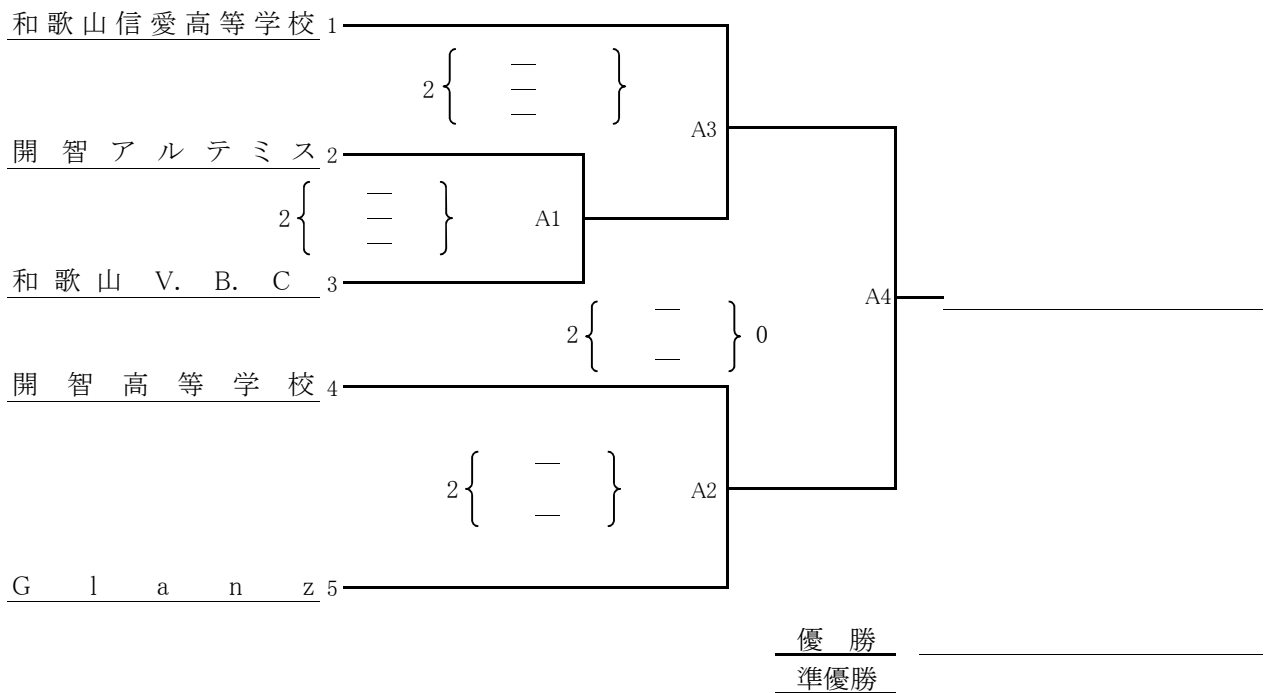 和歌山信愛高等学校 1
2 { ― ― ― }
A3
開智アルテミス 2
2 { ― ― ― } A1
和歌山 V. B. C 3
A4
2 { ― ― } 0
開智高等学校 4
2 { ― ― } A2
Glanz 5
優 勝
準優勝